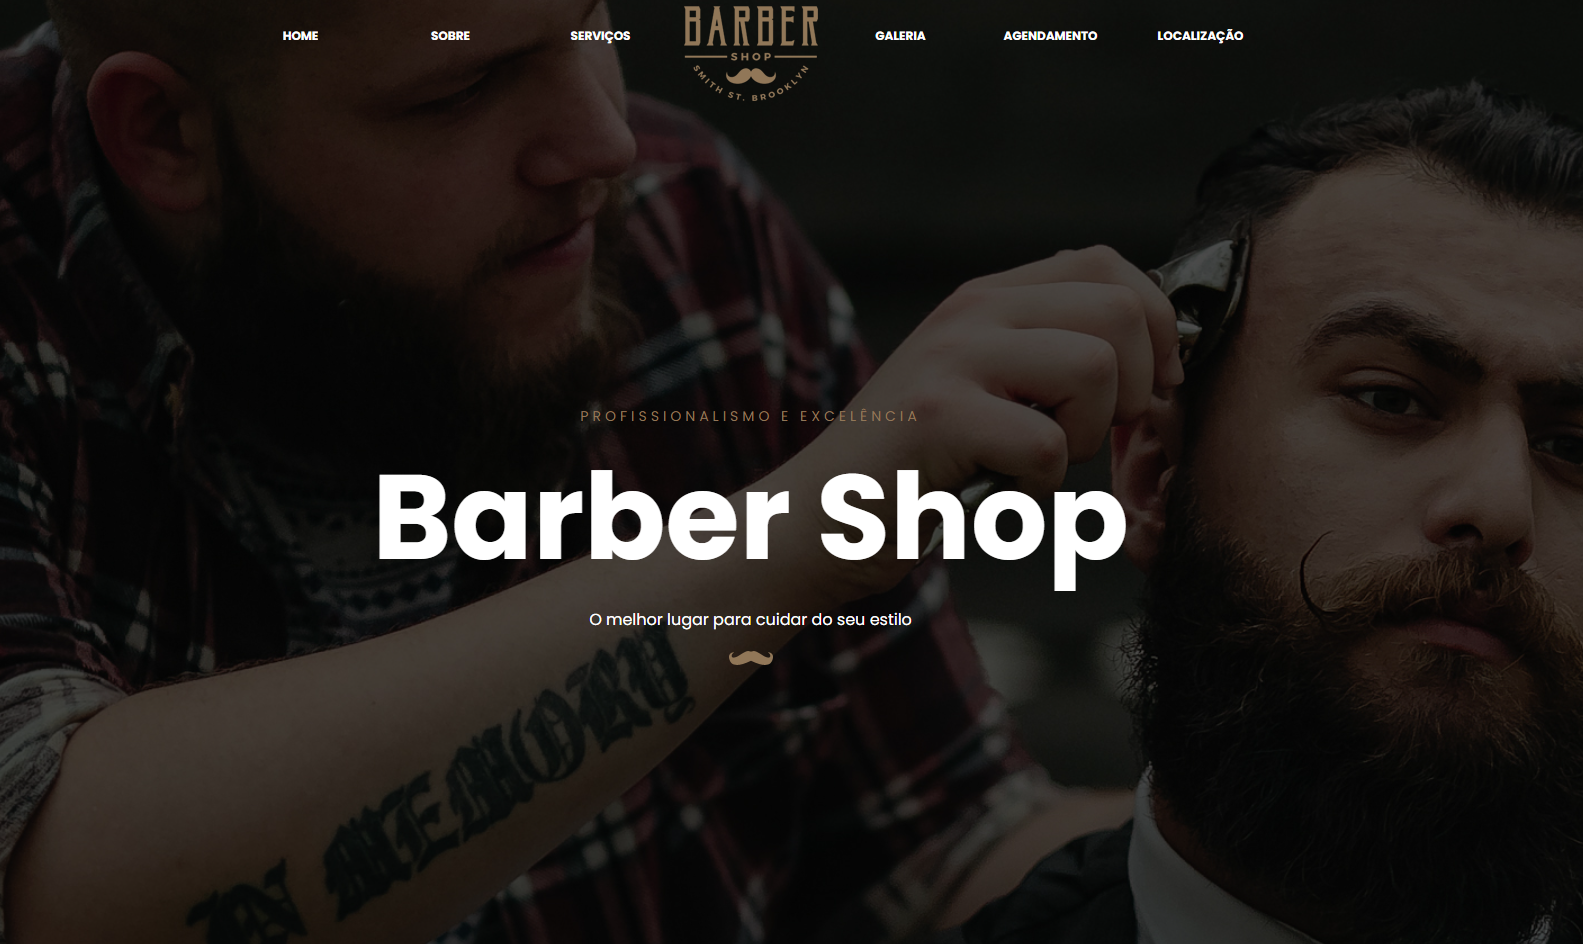 HOME SOBRE SERVIÇOS GALERIA AGENDAMENTO LOCALIZAÇÃO
BARBER
SHOP
SMITH ST. BROOKLYN
PROFISSIONALISMO E EXCELÊNCIA
Barber Shop
O melhor lugar para cuidar do seu estilo
IN MEMORY